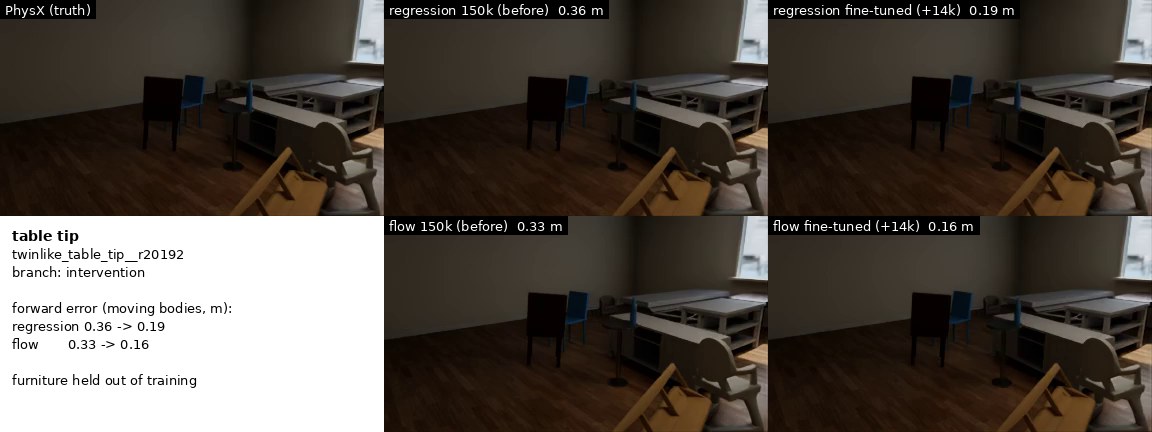 PhysX (truth)
regression 150k (before)  0.36 m
regression fine-tuned (+14k)  0.19 m
table tip
twinlike_table_tip__r20192
branch: intervention
forward error (moving bodies, m):
regression 0.36 -> 0.19
flow       0.33 -> 0.16
furniture held out of training
flow 150k (before)  0.33 m
flow fine-tuned (+14k)  0.16 m